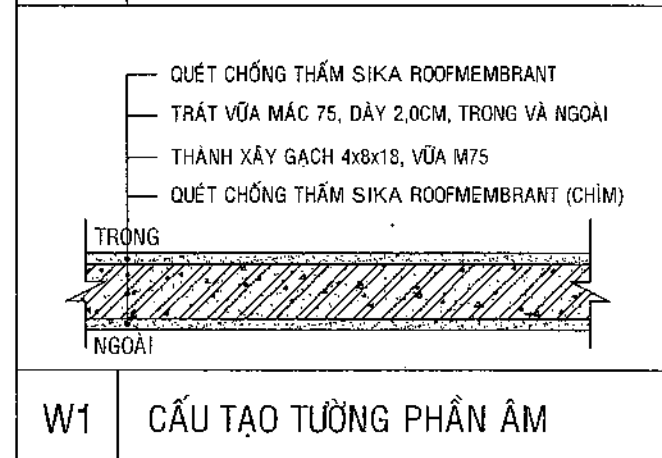 QUÉT CHỐNG THẤM SIKA ROOFMEMBRANT
TRÁT VỮA MÁC 75, DÀY 2,0CM, TRONG VÀ NGOÀI
THÀNH XÂY GẠCH 4x8x18, VỮA M75
QUÉT CHỐNG THẤM SIKA ROOFMEMBRANT (CHÌM)
TRONG
NGOÀI
W1 CẤU TẠO TƯỜNG PHẦN ÂM